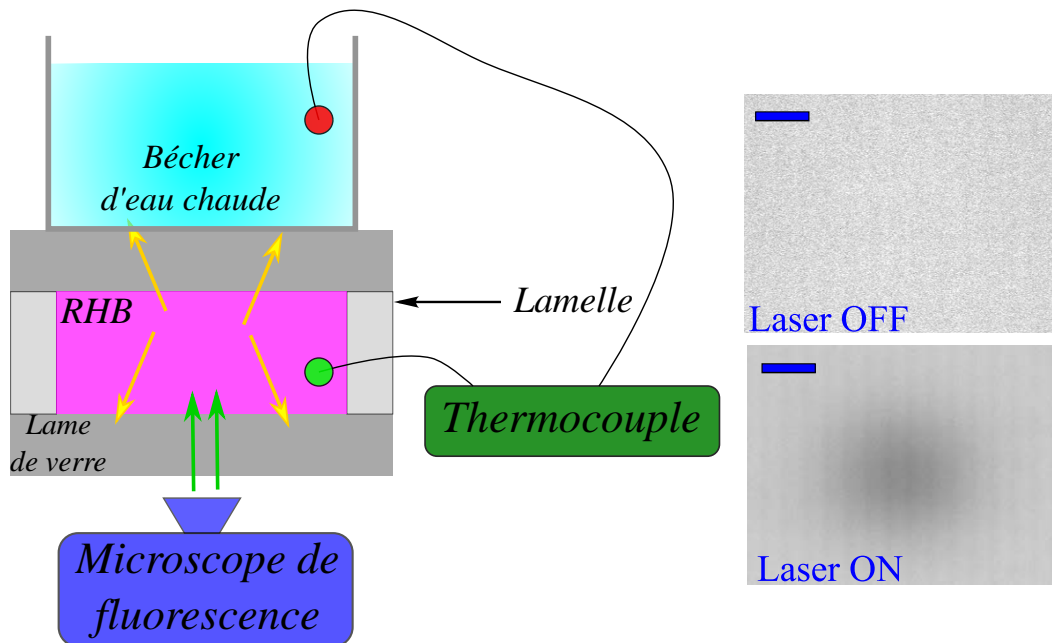 Bécher
d'eau chaude
RHB
Lamelle
Lame
de verre
Thermocouple
Microscope de
fluorescence
Laser OFF
Laser ON